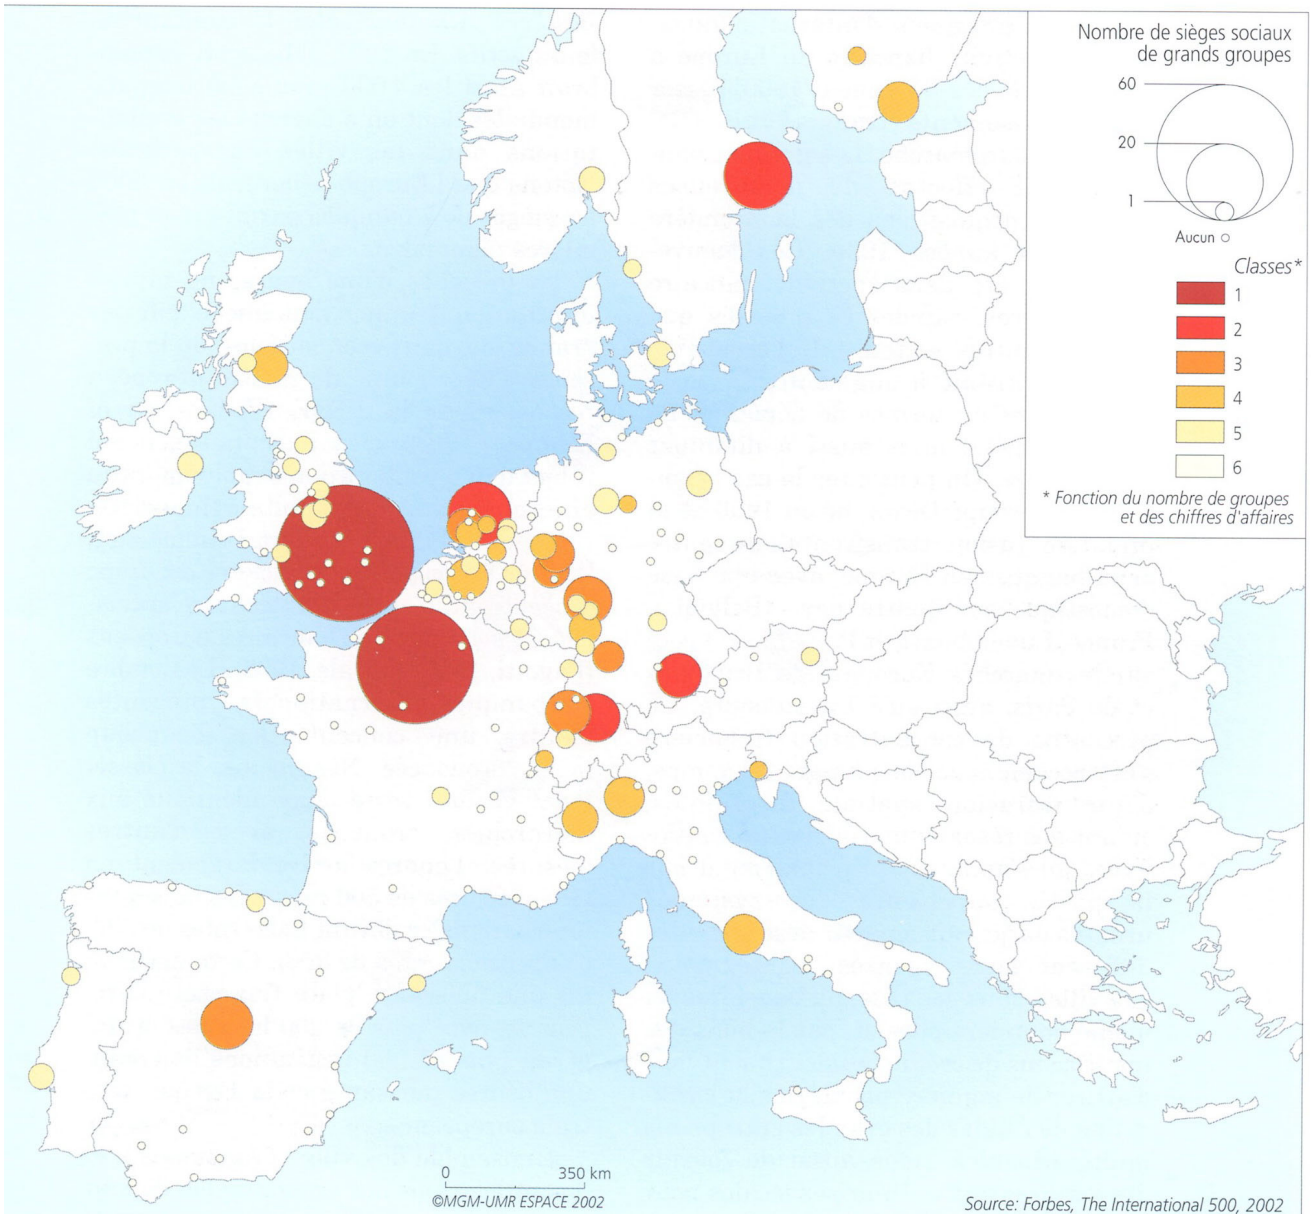 Nombre de sièges sociaux
de grands groupes
60
20
1
Aucun
Classes*
1
2
3
4
5
6
* Fonction du nombre de groupes
et des chiffres d'affaires
0 350 km
©MGM-UMR ESPACE 2002
Source: Forbes, The International 500, 2002